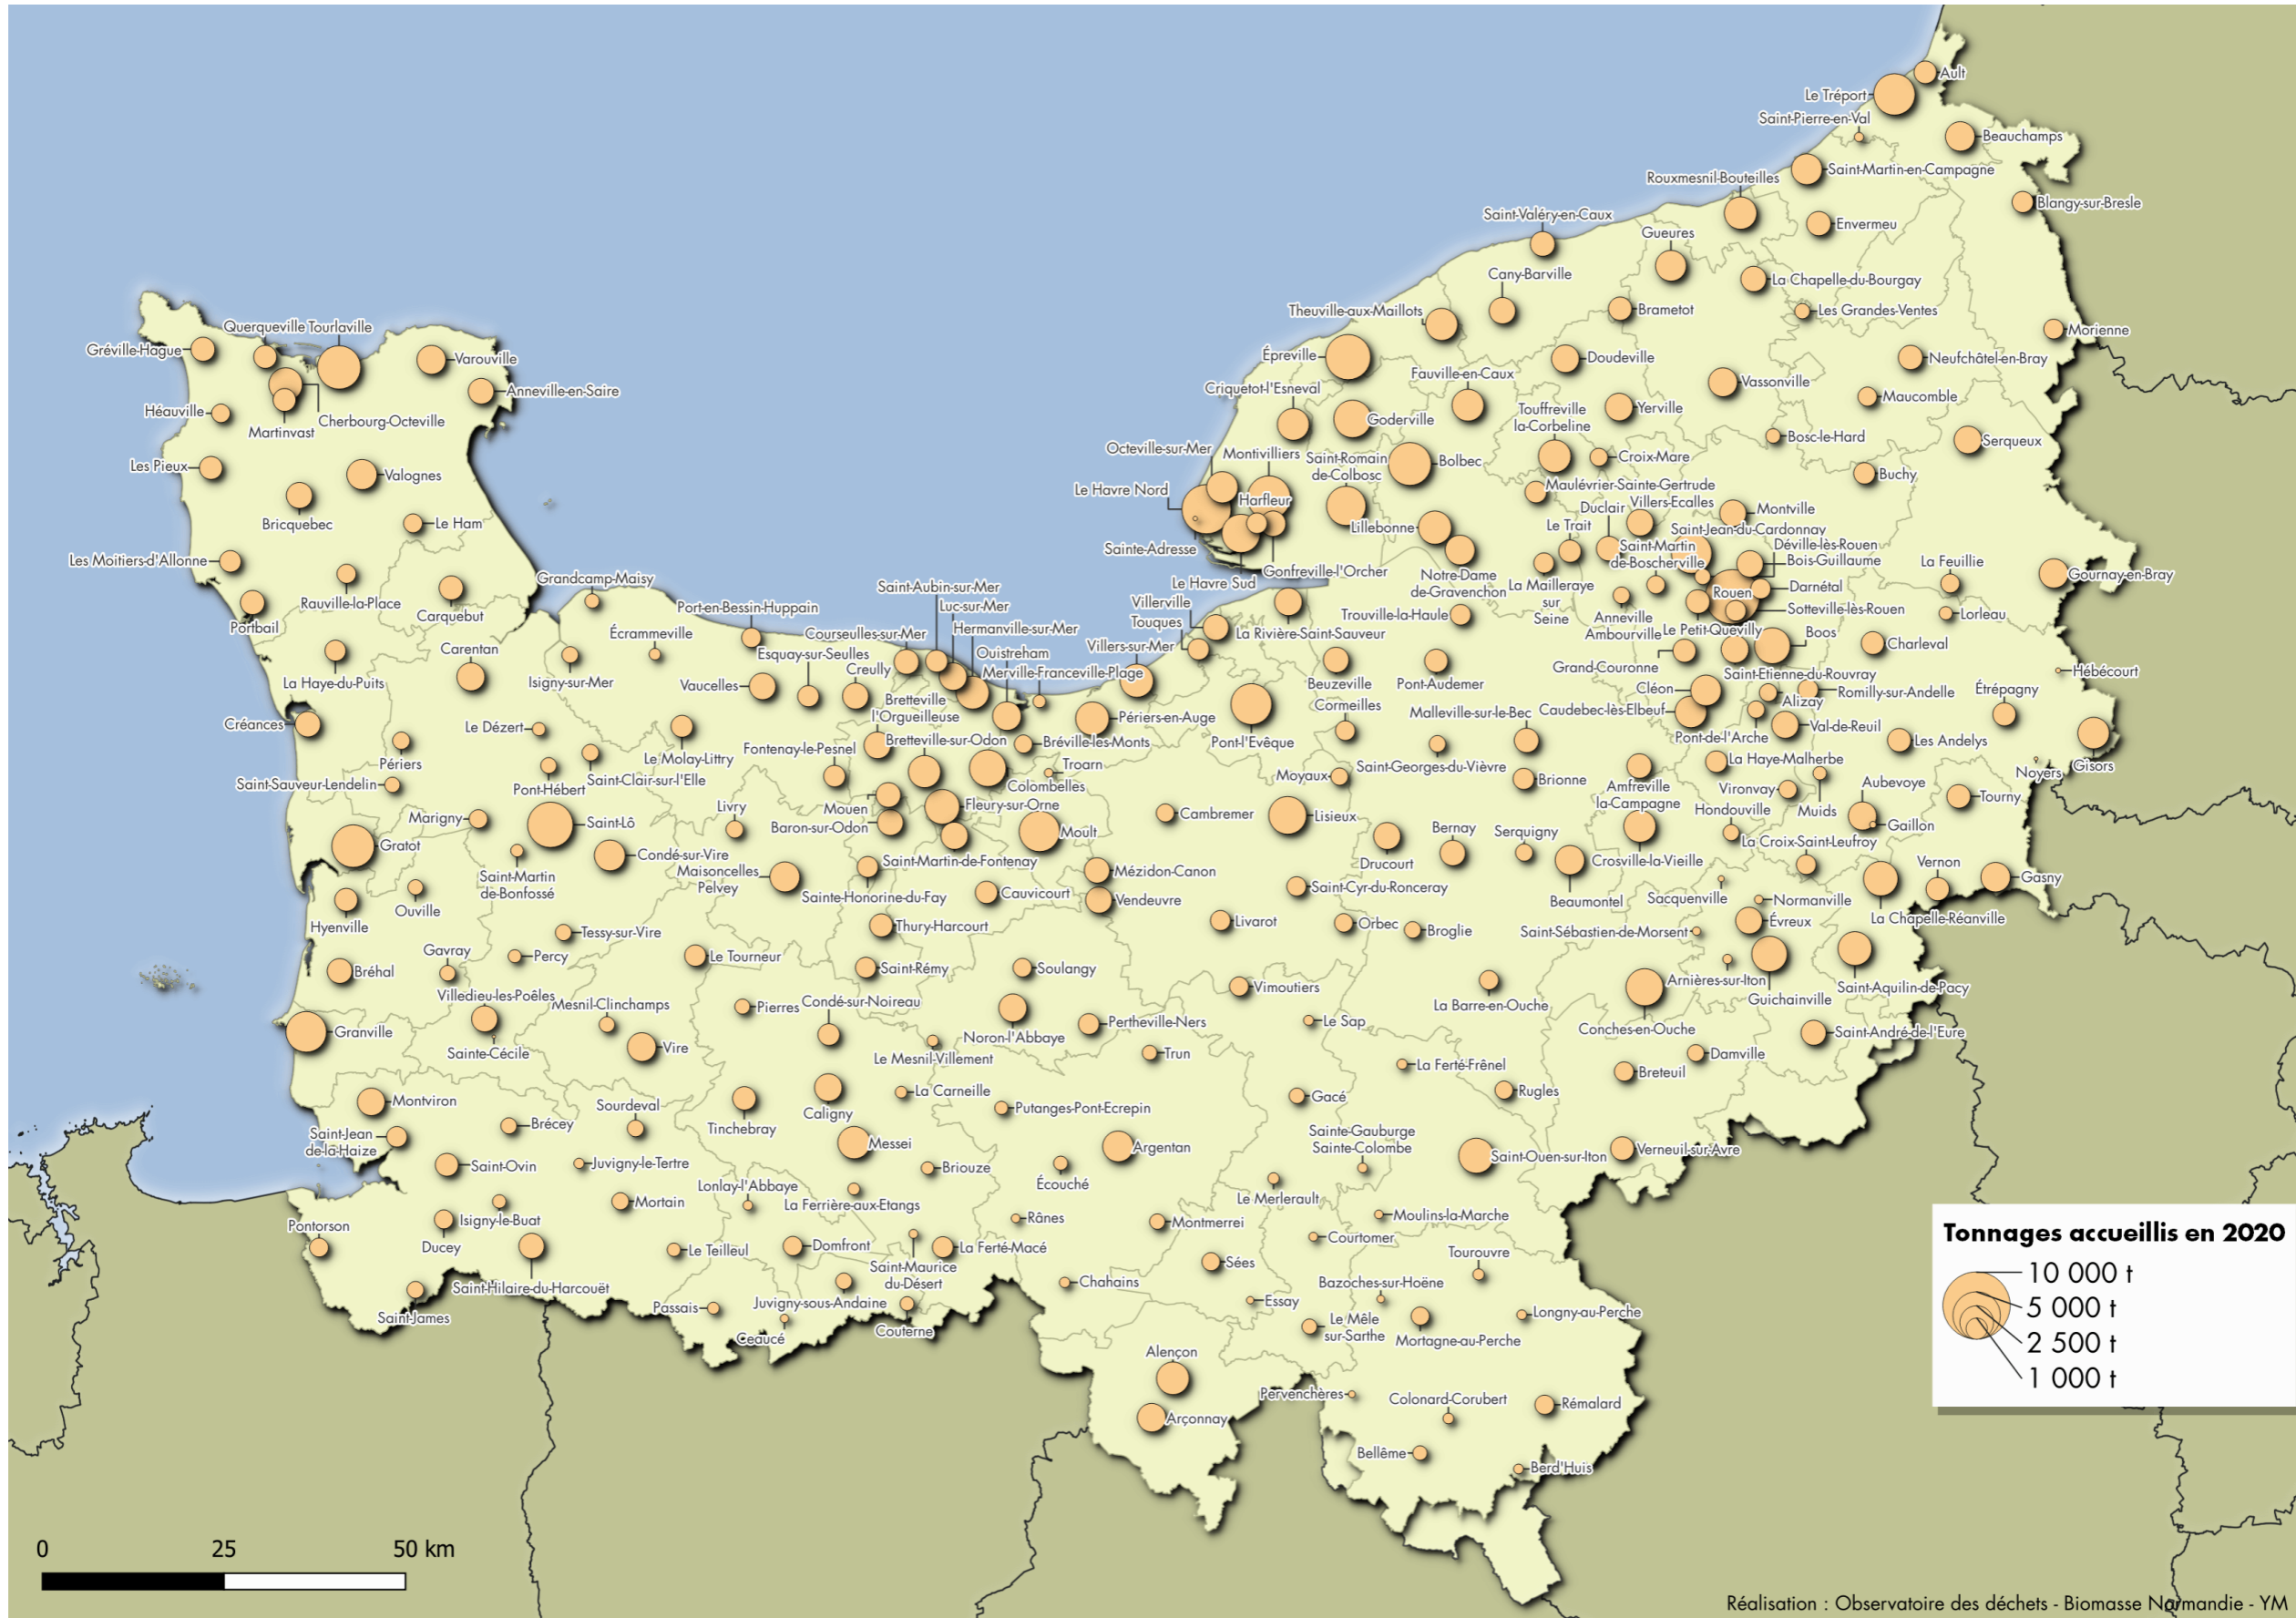 Ault
Le Tréport
Saint-Pierre-en-Val
Beauchamps
Saint-Martin-en-Campagne
Rouxmesnil-Bouteilles
Blangy-sur-Bresle
Saint-Valéry-en-Caux
Envermeu
Gueures
Cany-Barville
La Chapelle-du-Bourgay
Theuville-aux-Maillots
Brametot
Les Grandes-Ventes
Morienne
Querqueville
Tourlaville
Gréville-Hague
Varouville
Épreville
Doudeville
Neufchâtel-en-Bray
Fauville-en-Caux
Vassonville
Criquetot-l'Esneval
Anneville-en-Saire
Maucomble
Héauville
Cherbourg-Octeville
Martinvast
Goderville
Touffreville
la-Corbeline
Yerville
Bosc-le-Hard
Serqueux
Octeville-sur-Mer
Montivilliers
Saint-Romain
de-Colbosc
Bolbec
Croix-Mare
Les Pieux
Valognes
Buchy
Le Havre Nord
Harfleur
Maulévrier-Sainte-Gertrude
Villers-Ecalles
Duclair
Montville
Bricquebec
Le Ham
Lillebonne
Le Trait
Saint-Jean-du-Cardonnay
Sainte-Adresse
Saint-Martin
de-Boscherville
Déville-lès-Rouen
Bois-Guillaume
Les Moitiers-d'Allonne
Gonfreville-l'Orcher
Le Havre Sud
Notre-Dame
de-Gravenchon
La Mailleraye
sur
Seine
La Feuillie
Gournay-en-Bray
Grandcamp-Maisy
Rauville-la-Place
Carquebut
Portbail
Saint-Aubin-sur-Mer
Luc-sur-Mer
Hermanville-sur-Mer
Port-en-Bessin-Huppain
Villerville
Touques
Trouville-la-Haule
Anneville
Ambourville
Rouen
Darnétal
Sotteville-lès-Rouen
Lorleau
Le Petit-Quevilly
Boos
Charleval
Écrammeville
Courseulles-sur-Mer
La Rivière-Saint-Sauveur
Villers-sur-Mer
Carentan
Esquay-sur-Seulles
Creully
Ouistreham
Merville-Franceville-Plage
Grand-Couronne
Saint-Etienne-du-Rouvray
Hébécourt
La Haye-du-Puits
Isigny-sur-Mer
Vaucelles
Beuzeville
Pont-Audemer
Cléon
Romilly-sur-Andelle
Alizay
Étrépagny
Bretteville
l'Orgueilleuse
Cormeilles
Malleville-sur-le-Bec
Caudebec-lès-Elbeuf
Créances
Le Dézert
Périers-en-Auge
Pont-l'Evêque
Val-de-Reuil
Pont-de-l'Arche
Les Andelys
Fontenay-le-Pesnel
Bretteville-sur-Odon
Bréville-les-Monts
Périers
Le Molay-Littry
Saint-Georges-du-Vièvre
La Haye-Malherbe
Noyers
Gisors
Troarn
Colombelles
Moyaux
Brionne
Saint-Sauveur-Lendelin
Pont-Hébert
Saint-Clair-sur-l'Elle
Amfreville
la-Campagne
Vironvay
Muids
Aubevoye
Tourny
Livry
Mouen
Fleury-sur-Orne
Hondouville
Marigny
Saint-Lô
Baron-sur-Odon
Cambremer
Lisieux
Gaillon
Moult
Bernay
Serquigny
Gratot
Condé-sur-Vire
Saint-Martin-de-Fontenay
Drucourt
Crosville-la-Vieille
La Croix-Saint-Leufroy
Vernon
Saint-Martin
de-Bonfossé
Maisoncelles
Pelvey
Mézidon-Canon
Gasny
Sainte-Honorine-du-Fay
Cauvicourt
Vendeuvre
Saint-Cyr-du-Ronceray
Beaumontel
Sacquenville
Normanville
Ouville
Hyenville
La Chapelle-Réanville
Thury-Harcourt
Livarot
Orbec
Broglie
Évreux
Saint-Sébastien-de-Morsent
Tessy-sur-Vire
Gavray
Percy
Le Tourneur
Saint-Rémy
Soulangy
Bréhal
Arnières-sur-Iton
Guichainville
Saint-Aquilin-de-Pacy
Villedieu-les-Poêles
Mesnil-Clinchamps
Pierres
Condé-sur-Noireau
Vimoutiers
La Barre-en-Ouche
Conches-en-Ouche
Granville
Noron-l'Abbaye
Pertheville-Ners
Le Sap
Saint-André-de-l'Eure
Sainte-Cécile
Vire
Le Mesnil-Villement
Trun
La Ferté-Frênel
Damville
Breteuil
Montviron
Caligny
La Carneille
Gacé
Rugles
Sourdeval
Tinchebray
Putanges-Pont-Ecrepin
Brécey
Saint-Jean
de-la-Haize
Messei
Argentan
Sainte-Gauburge
Sainte-Colombe
Saint-Ouen-sur-Iton
Verneuil-sur-Avre
Saint-Ovin
Juvigny-le-Tertre
Briouze
Écouché
Lonlay-l'Abbaye
Le Merlerault
Mortain
La Ferrière-aux-Etangs
Isigny-le-Buat
Rânes
Montmerrei
Moulins-la-Marche
Pontorson
Ducey
Courtomer
Le Teilleul
Domfront
La Ferté-Macé
Tourouvre
Saint-Maurice
du-Désert
Sées
Saint-Hilaire-du-Harcouët
Chahains
Bazoches-sur-Hoëne
Saint-James
Passais
Juvigny-sous-Andaine
Essay
Longny-au-Perche
Le Mêle
sur-Sarthe
Ceaucé
Couterne
Mortagne-au-Perche
Alençon
Pervenchères
Colonard-Corubert
Rémalard
Arçonnay
Bellême
Berd'Huis
Tonnages accueillis en 2020
10 000 t
5 000 t
2 500 t
1 000 t
0 25 50 km
Réalisation : Observatoire des déchets - Biomasse Normandie - YM